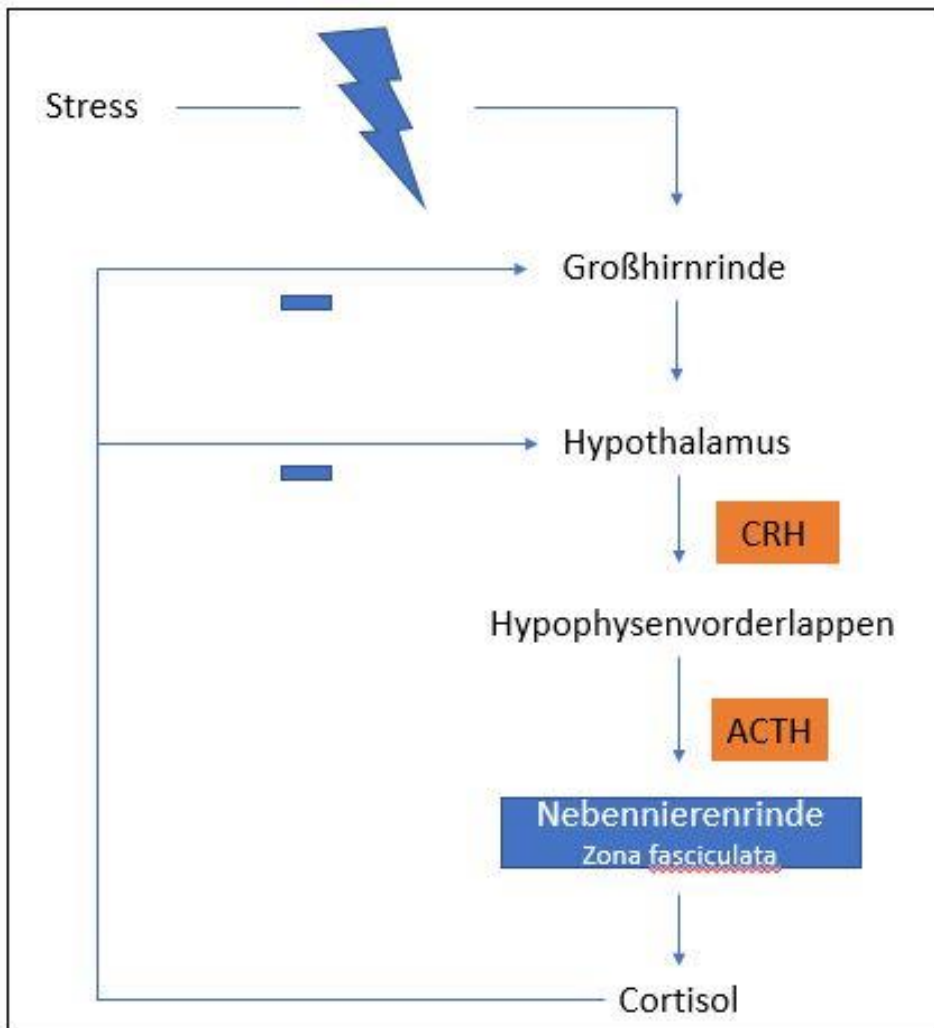 Stress
Großhirnrinde
Hypothalamus
CRH
Hypophysenvorderlappen
ACTH
Nebennierenrinde
Zona fasciculata
Cortisol